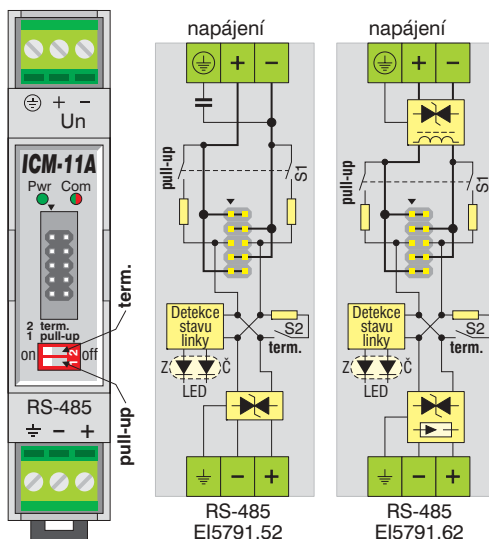 ⏚ + −
Un
ICM-11A
Pwr Com
2 term.
1 pull-up
on off
1 2
RS-485
⏚ − +
term.
pull-up
napájení
+ −
pull-up
S1
Detekce
stavu
linky
S2
term.
Z Č
LED
⏚ − +
RS-485
EI5791.52
napájení
+ −
pull-up
S1
Detekce
stavu
linky
S2
term.
Z Č
LED
⏚ − +
RS-485
EI5791.62